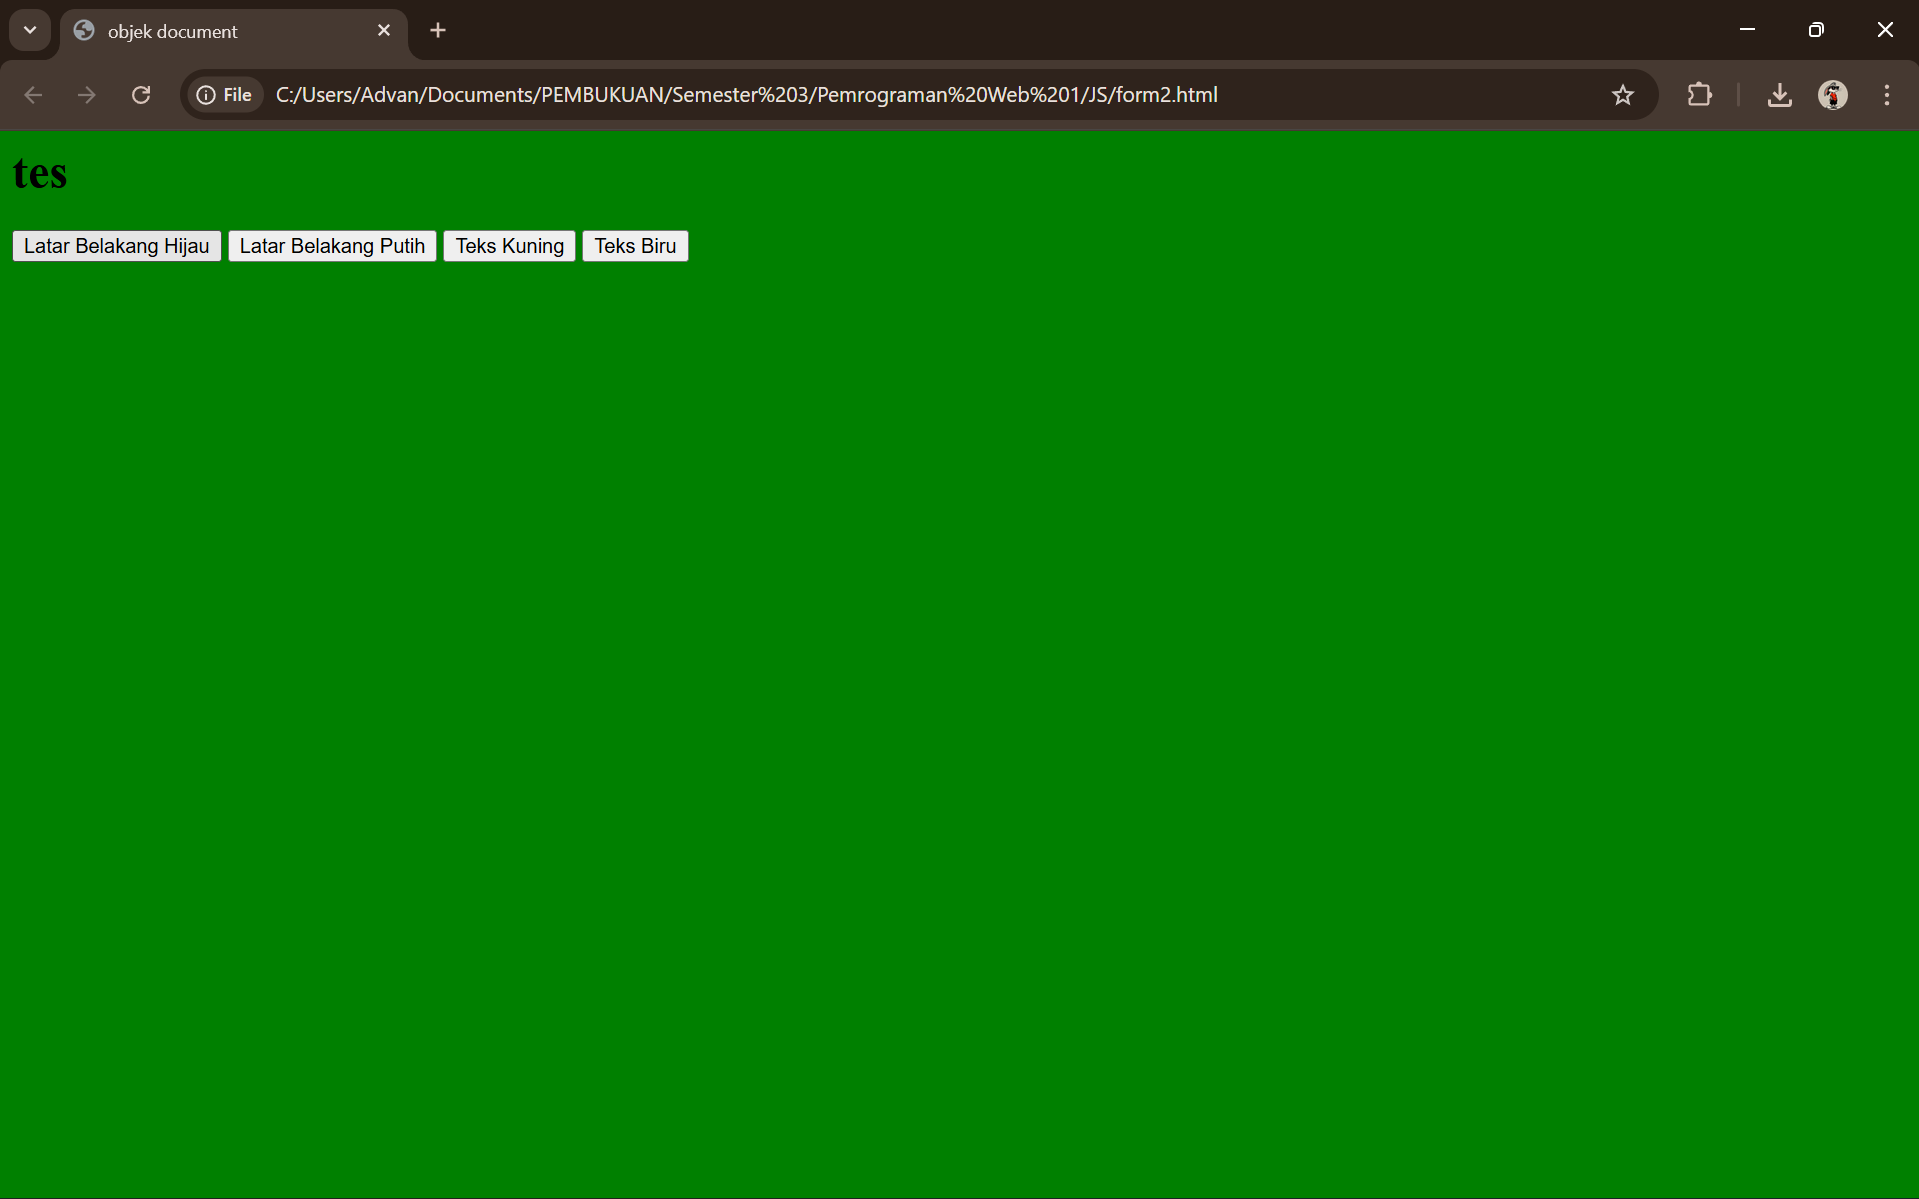 objek document
File C:/Users/Advan/Documents/PEMBUKUAN/Semester%203/Pemrograman%20Web%201/JS/form2.html
tes
Latar Belakang Hijau Latar Belakang Putih Teks Kuning Teks Biru